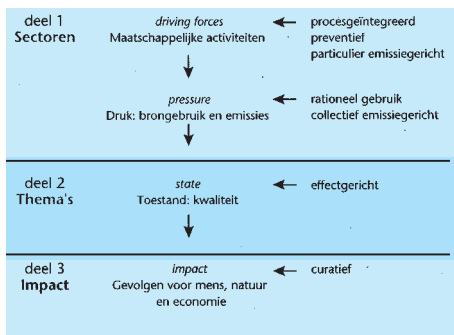 deel 1
Sectoren
driving forces
Maatschappelijke activiteiten
procesgeïntegreerd
preventief
particulier emissiegericht
pressure
Druk: brongebruik en emissies
rationeel gebruik
collectief emissiegericht
deel 2
Thema's
state
Toestand: kwaliteit
effectgericht
deel 3
Impact
impact
Gevolgen voor mens, natuur
en economie
curatief